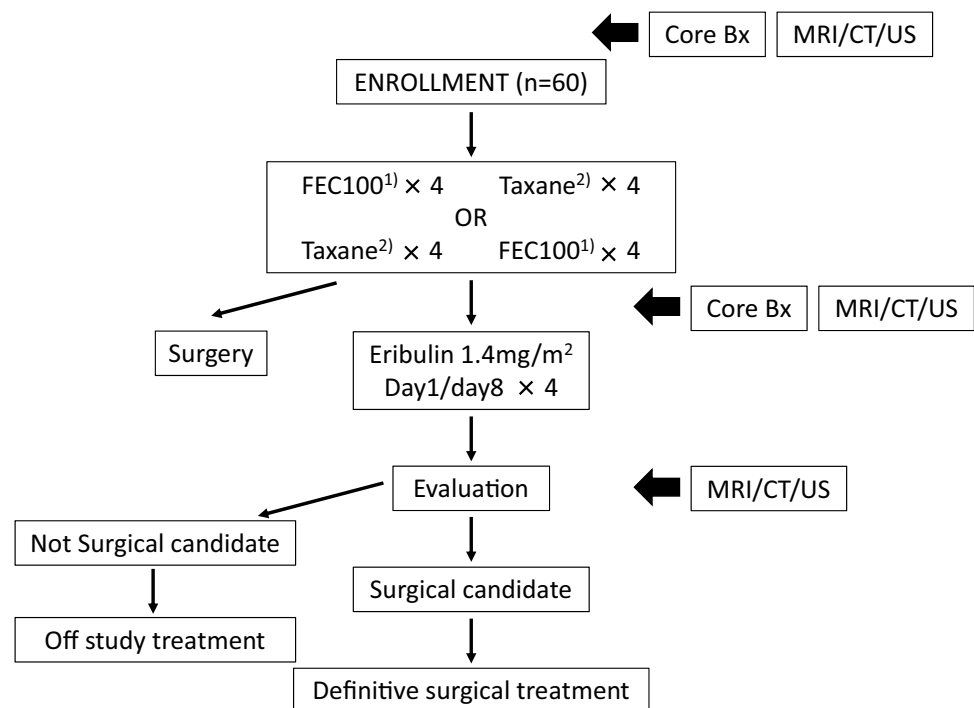 Core Bx MRI/CT/US
ENROLLMENT (n=60)
FEC100¹⁾ × 4 Taxane²⁾ × 4
OR
Taxane²⁾ × 4 FEC100¹⁾ × 4
Core Bx MRI/CT/US
Surgery
Eribulin 1.4mg/m²
Day1/day8 × 4
Evaluation
MRI/CT/US
Not Surgical candidate
Surgical candidate
Off study treatment
Definitive surgical treatment